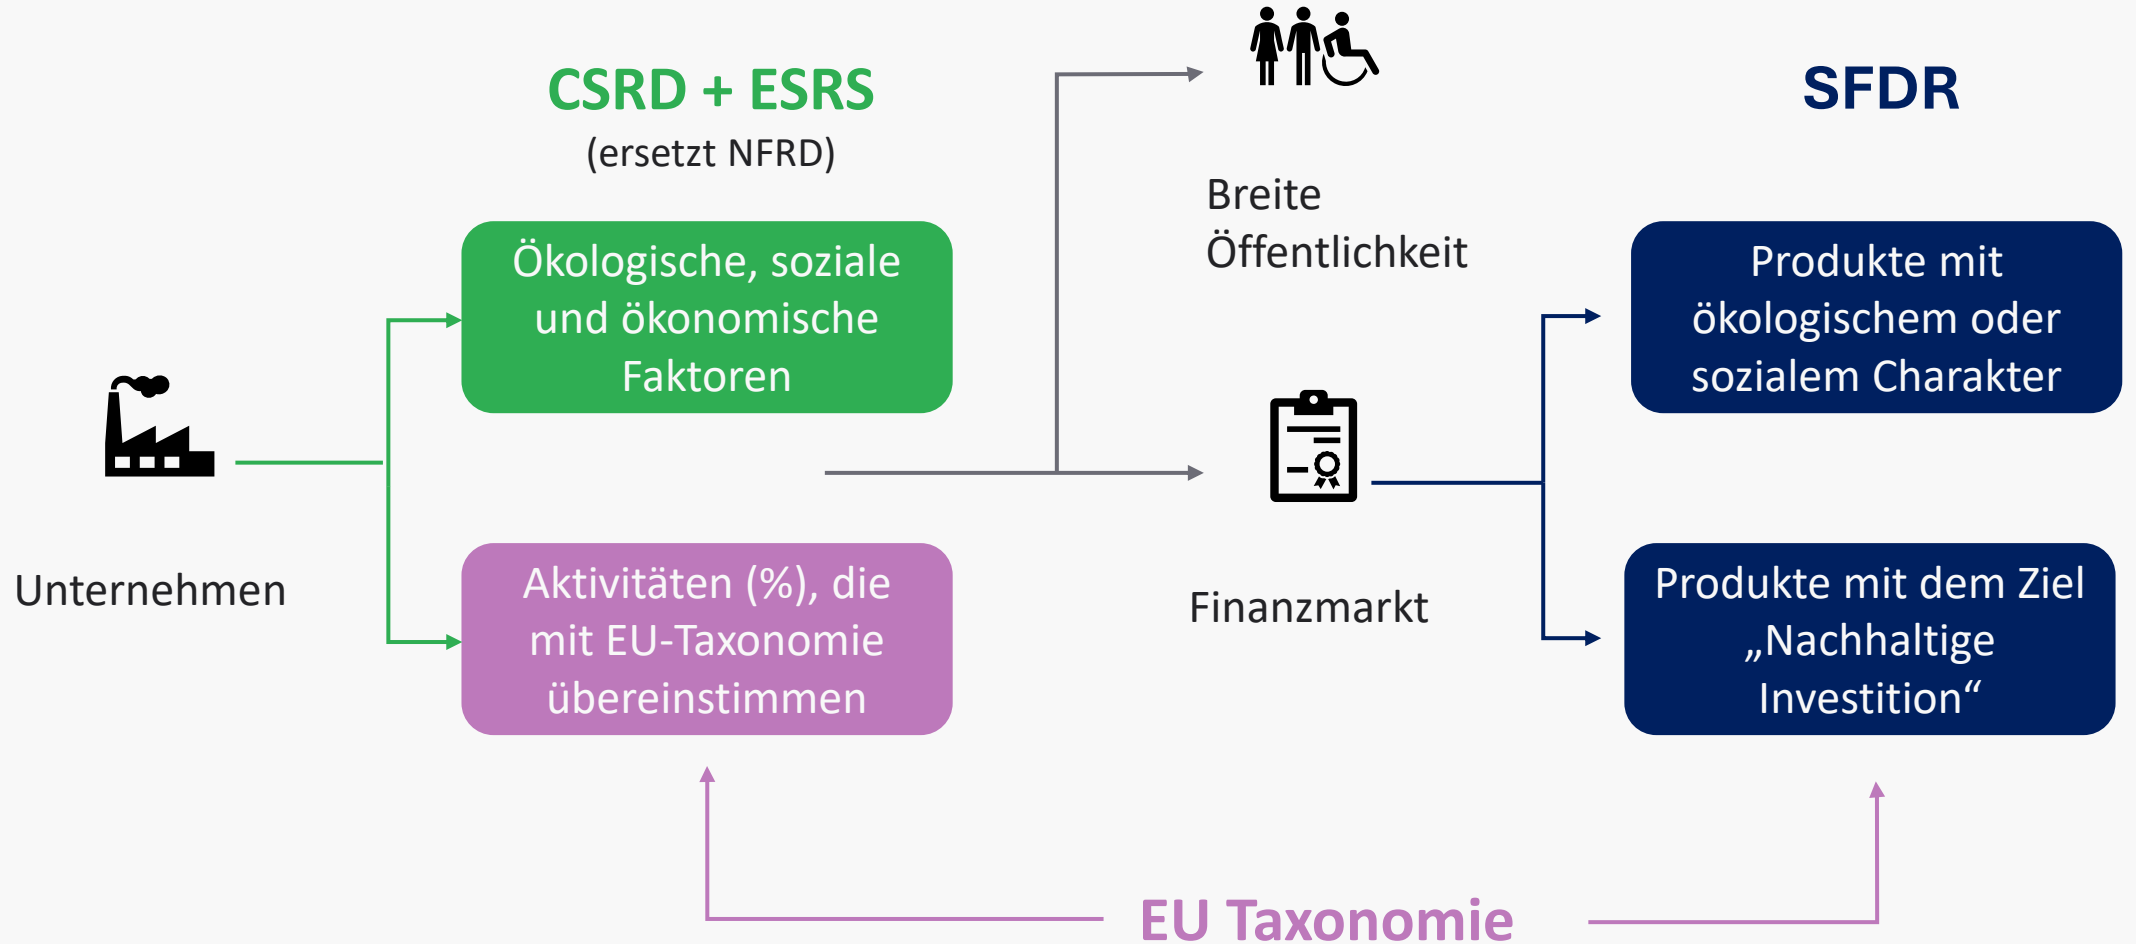 CSRD + ESRS
(ersetzt NFRD)
SFDR
Breite
Öffentlichkeit
Ökologische, soziale
und ökonomische
Faktoren
Produkte mit
ökologischem oder
sozialem Charakter
Unternehmen
Aktivitäten (%), die
mit EU-Taxonomie
übereinstimmen
Finanzmarkt
Produkte mit dem Ziel
„Nachhaltige
Investition“
EU Taxonomie